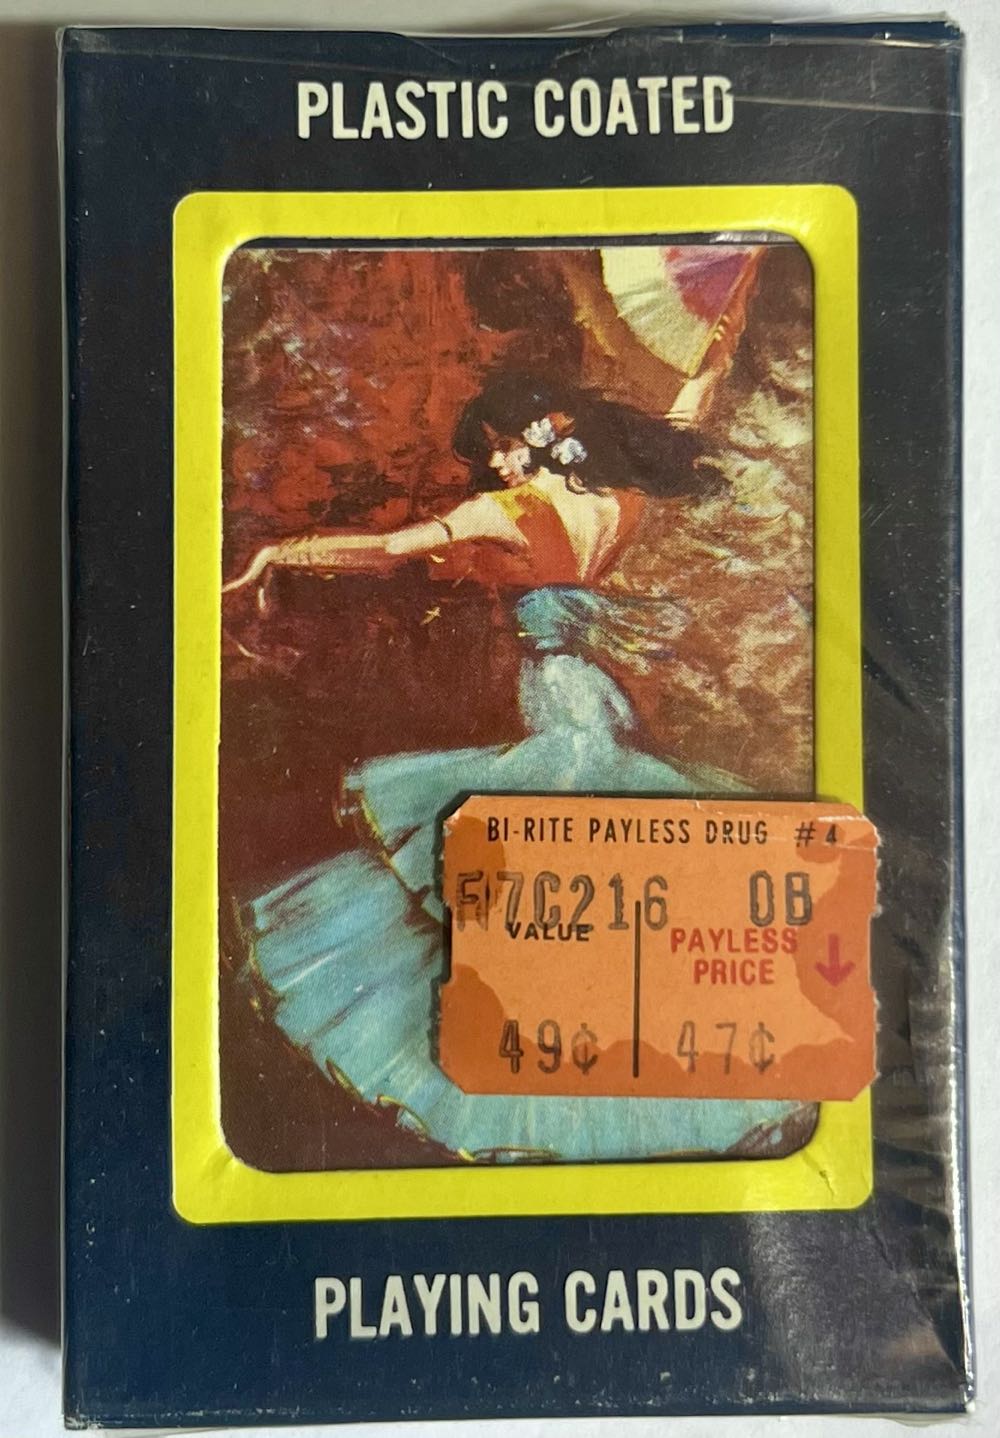 PLASTIC COATED
BI-RITE PAYLESS DRUG #4
7C216 0B
VALUE
PAYLESS
PRICE
49¢ 47¢
PLAYING CARDS